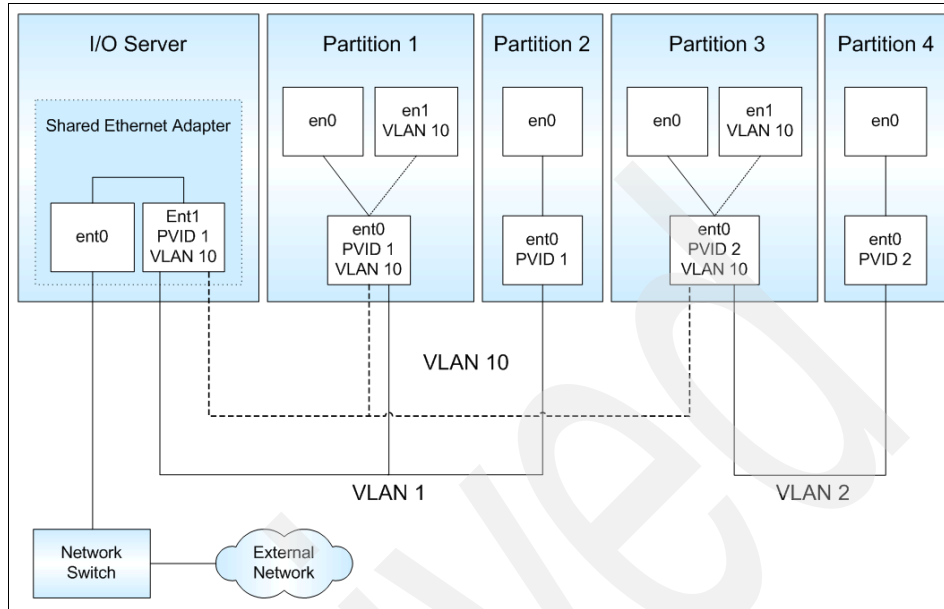 I/O Server
Partition 1
Partition 2
Partition 3
Partition 4
Shared Ethernet Adapter
ent0
Ent1
PVID 1
VLAN 10
en0
en1
VLAN 10
ent0
PVID 1
VLAN 10
en0
ent0
PVID 1
en0
en1
VLAN 10
ent0
PVID 2
VLAN 10
en0
ent0
PVID 2
VLAN 10
VLAN 1
VLAN 2
Network
Switch
External
Network